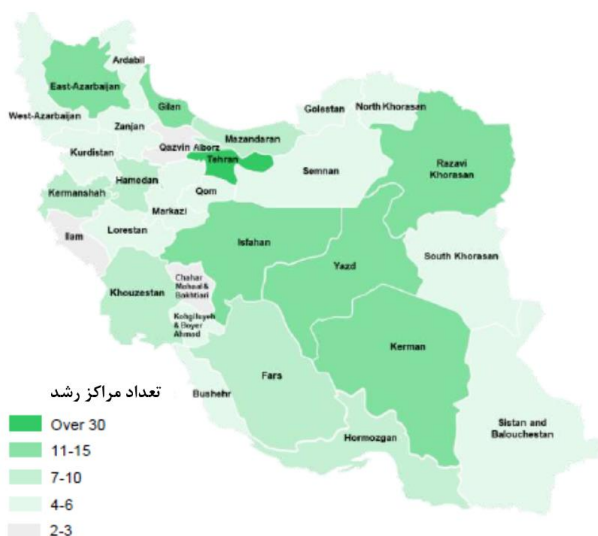 Ardabil
East-Azarbaijan
Gilan
West-Azarbaijan
Zanjan
Golestan
North Khorasan
Mazandaran
Qazvin Alborz
Kurdistan
Tehran
Semnan
Razavi
Khorasan
Hamedan
Kermanshah
Qom
Markazi
Ilam
Lorestan
Isfahan
South Khorasan
Yazd
Khouzestan
Chahar
Mahaal &
Bakhtiari
Kohgiluyeh
& Boyer
Ahmad
Kerman
Fars
Bushehr
Sistan and
Balouchestan
Hormozgan
تعداد مراکز رشد
Over 30
11-15
7-10
4-6
2-3